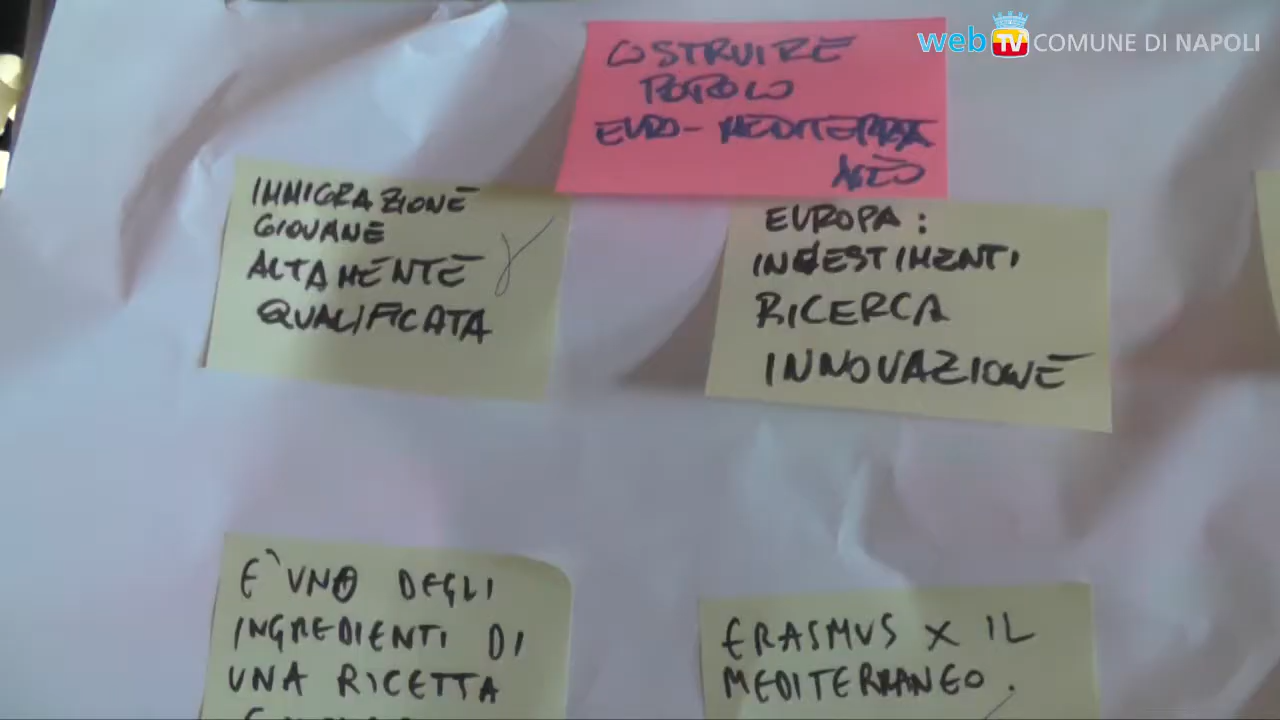 web TV COMUNE DI NAPOLI
COSTRUIRE
POPOLO
EURO-MEDITERRA
NEO
IMMIGRAZIONE
GIOVANE
ALTAMENTE
QUALIFICATA
EUROPA:
INVESTIMENTI
RICERCA
INNOVAZIONE
E' UNO DEGLI
INGREDIENTI DI
UNA RICETTA
ERASMUS X IL
MEDITERRANEO.